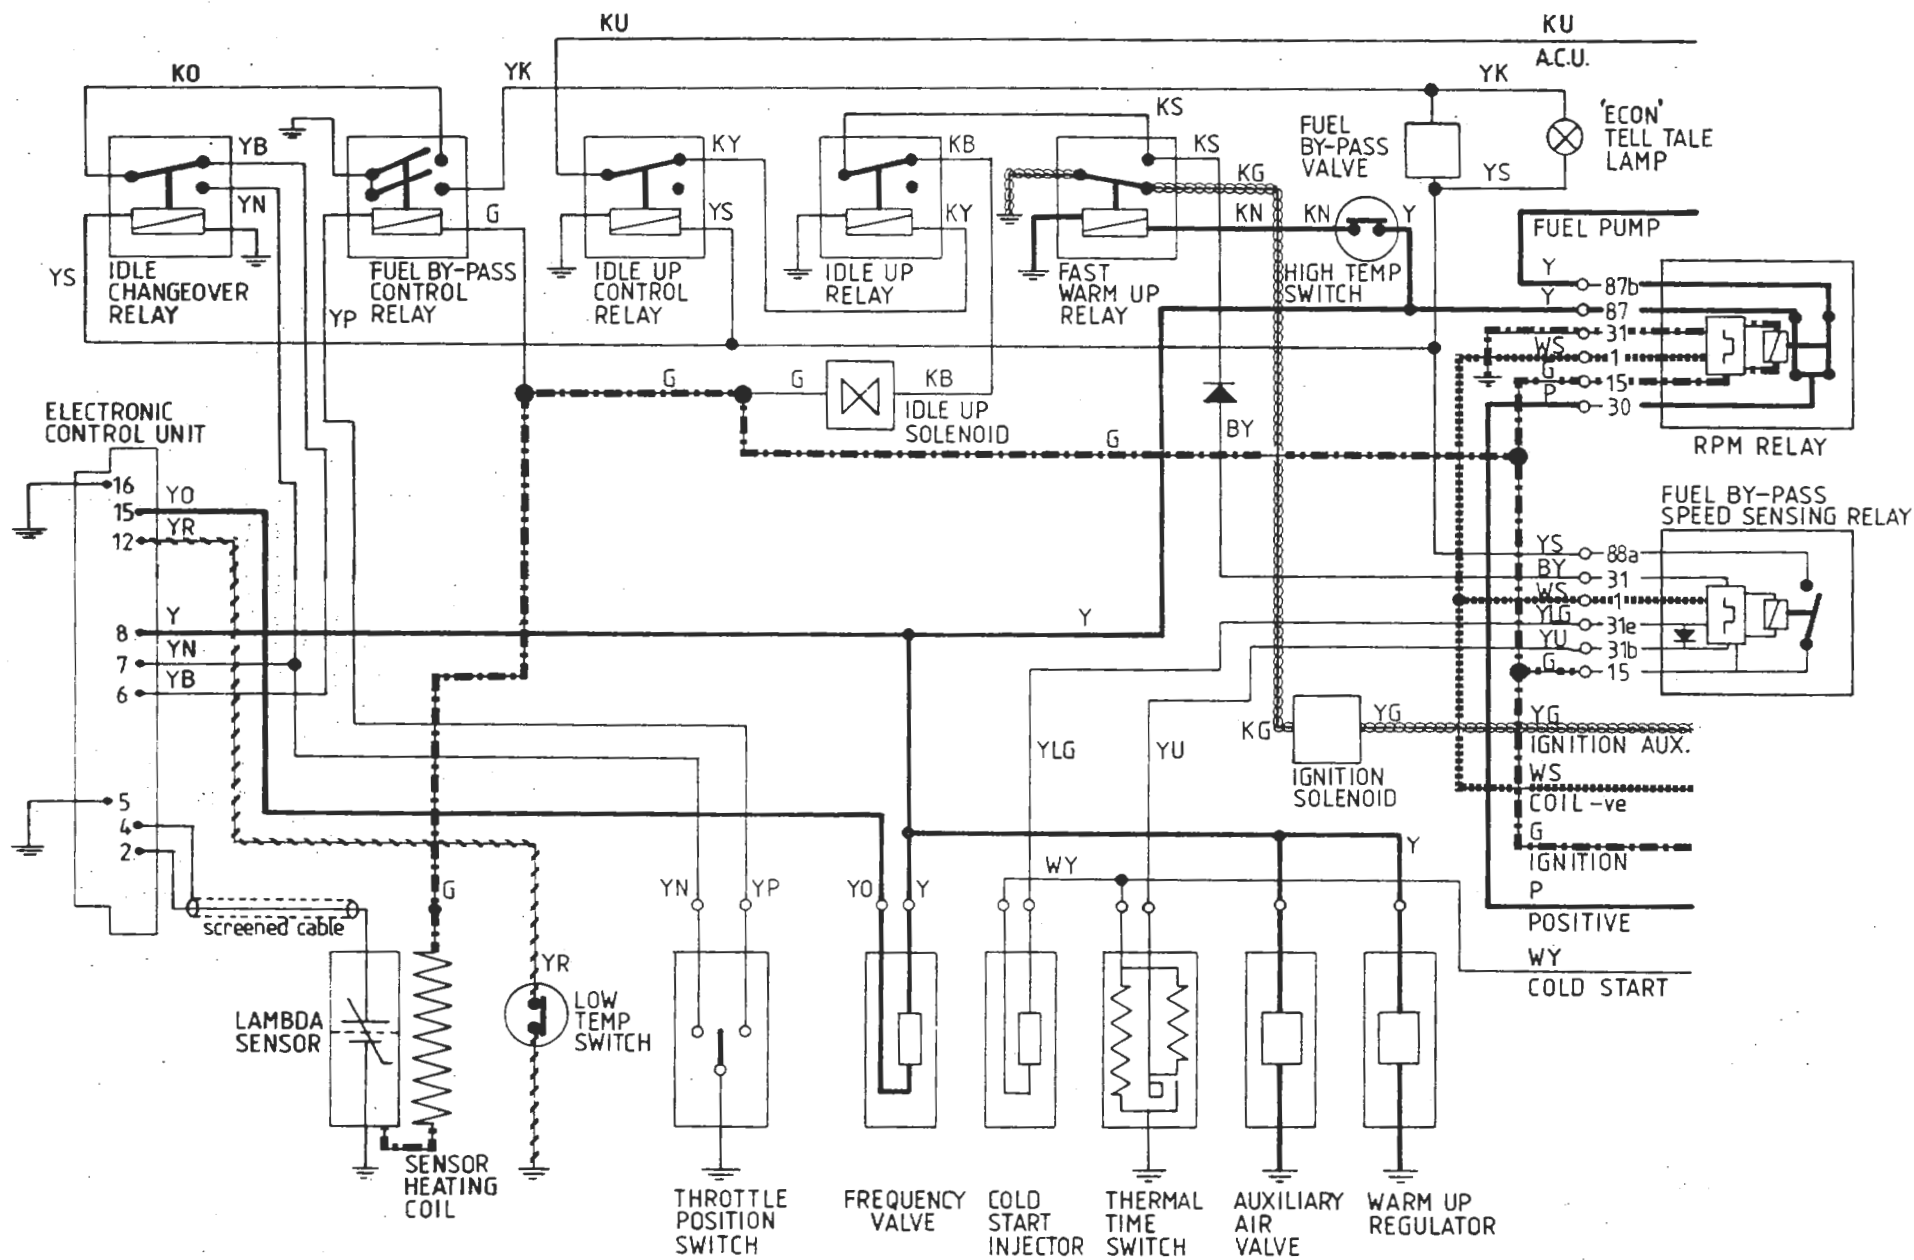 KU
KU
A.C.U.
KO
YK
YK
KS
'ECON'
TELL TALE
LAMP
FUEL
BY-PASS
VALVE
YB
KY
KB
KS
KG
YS
YN
G
YS
KY
KN
KN
Y
FUEL PUMP
YS
IDLE
CHANGEOVER
RELAY
YP
FUEL BY-PASS
CONTROL
RELAY
IDLE UP
CONTROL
RELAY
IDLE UP
RELAY
FAST
WARM UP
RELAY
HIGH TEMP
SWITCH
Y
87b
Y
87
31
WS
1
G
15
P
30
RPM RELAY
G
G
KB
IDLE UP
SOLENOID
BY
G
ELECTRONIC
CONTROL UNIT
16
15
YO
12
YR
8
Y
Y
7
YN
6
YB
5
4
2
FUEL BY-PASS
SPEED SENSING RELAY
YS
88a
BY
31
WS
1
YLG
31e
YU
31b
G
15
KG
YG
YG
IGNITION AUX.
IGNITION
SOLENOID
YLG
YU
WS
COIL -ve
G
IGNITION
P
POSITIVE
WY
COLD START
G
screened cable
YN
YP
YO
Y
WY
Y
YR
LAMBDA
SENSOR
LOW
TEMP
SWITCH
SENSOR
HEATING
COIL
THROTTLE
POSITION
SWITCH
FREQUENCY
VALVE
COLD
START
INJECTOR
THERMAL
TIME
SWITCH
AUXILIARY
AIR
VALVE
WARM UP
REGULATOR